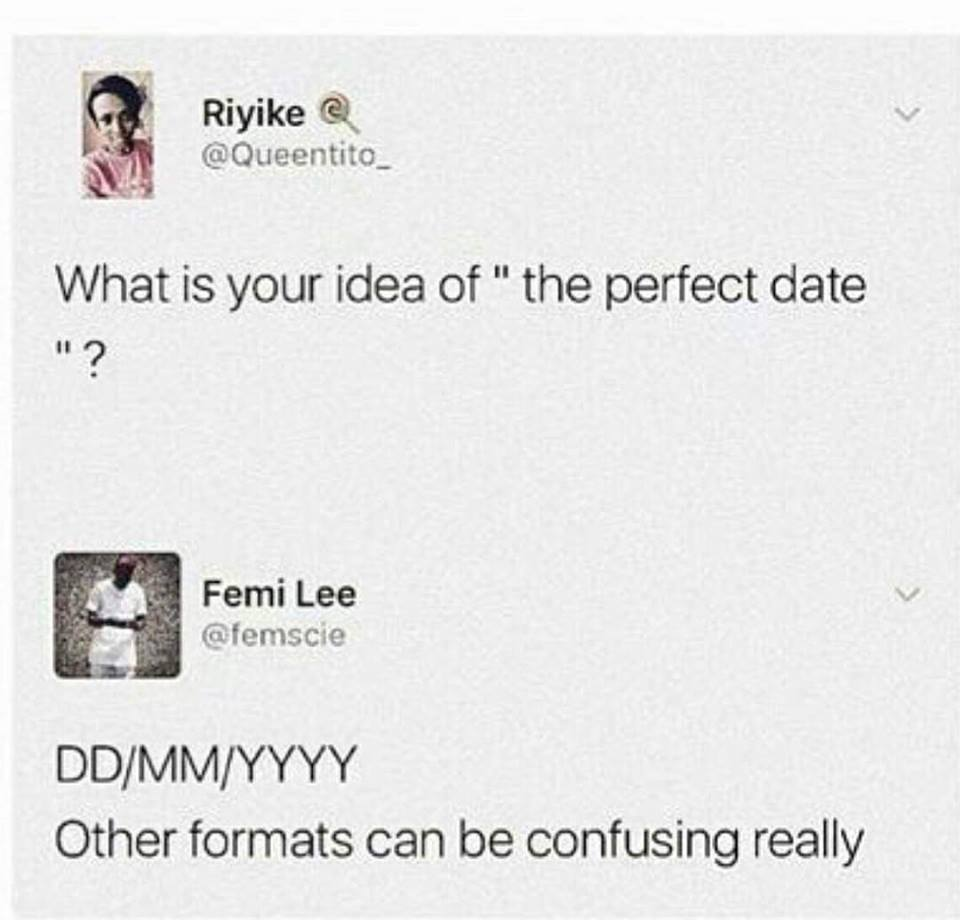 Riyike 🍭
@Queentito_
What is your idea of " the perfect date
" ?
Femi Lee
@femscie
DD/MM/YYYY
Other formats can be confusing really